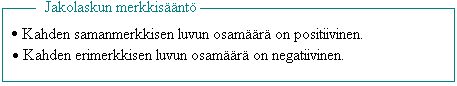 Jakolaskun merkkisääntö
• Kahden samanmerkkisen luvun osamäärä on positiivinen.
• Kahden erimerkkisen luvun osamäärä on negatiivinen.